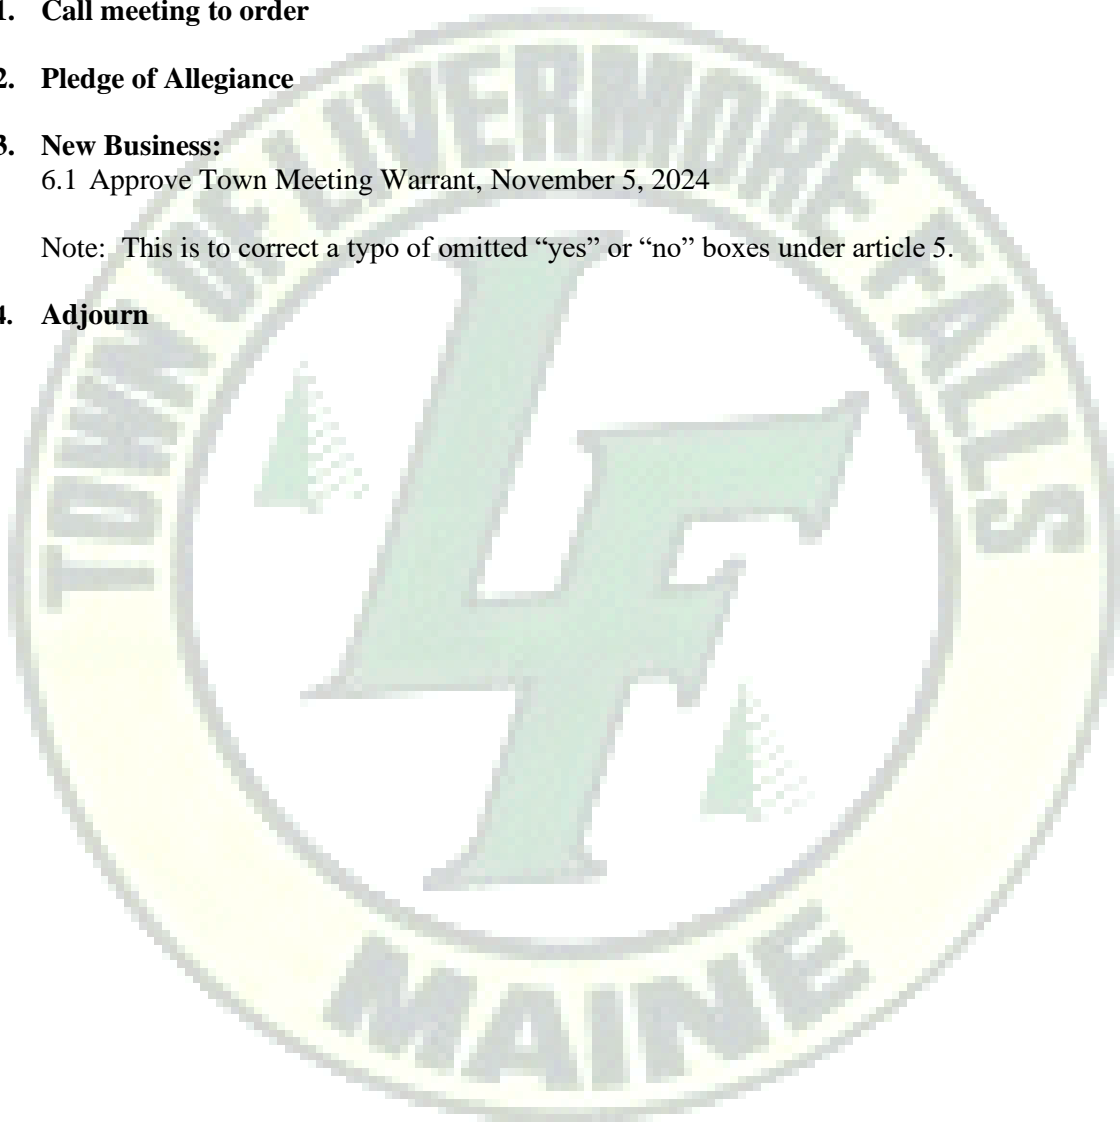 1. Call meeting to order
2. Pledge of Allegiance
3. New Business:
6.1 Approve Town Meeting Warrant, November 5, 2024
Note: This is to correct a typo of omitted “yes” or “no” boxes under article 5.
4. Adjourn
TOWN OF LIVERMORE FALLS
LF
MAINE